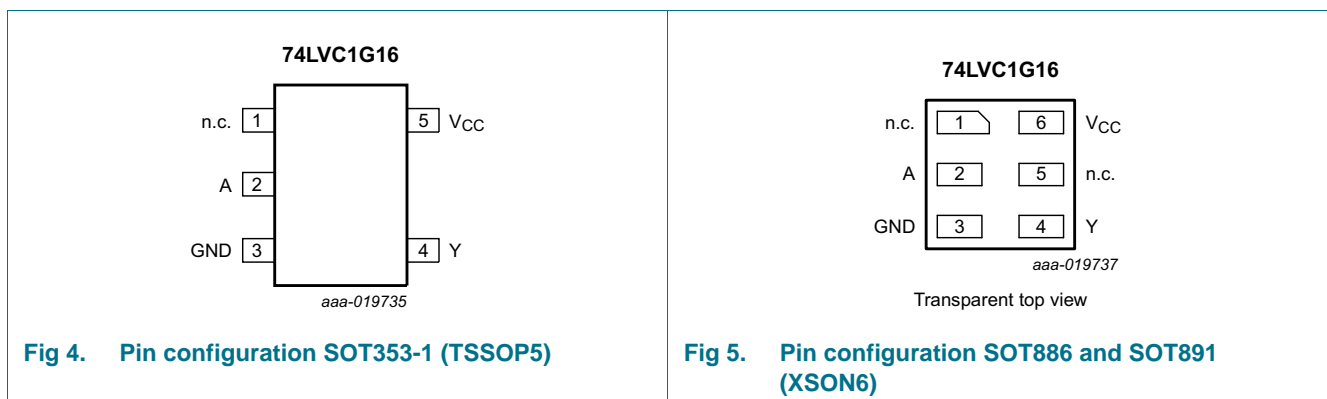 74LVC1G16
n.c. 1
5 VCC
A 2
GND 3
4 Y
aaa-019735
Fig 4. Pin configuration SOT353-1 (TSSOP5)
74LVC1G16
n.c. 1 6 VCC
A 2 5 n.c.
GND 3 4 Y
aaa-019737
Transparent top view
Fig 5. Pin configuration SOT886 and SOT891
(XSON6)